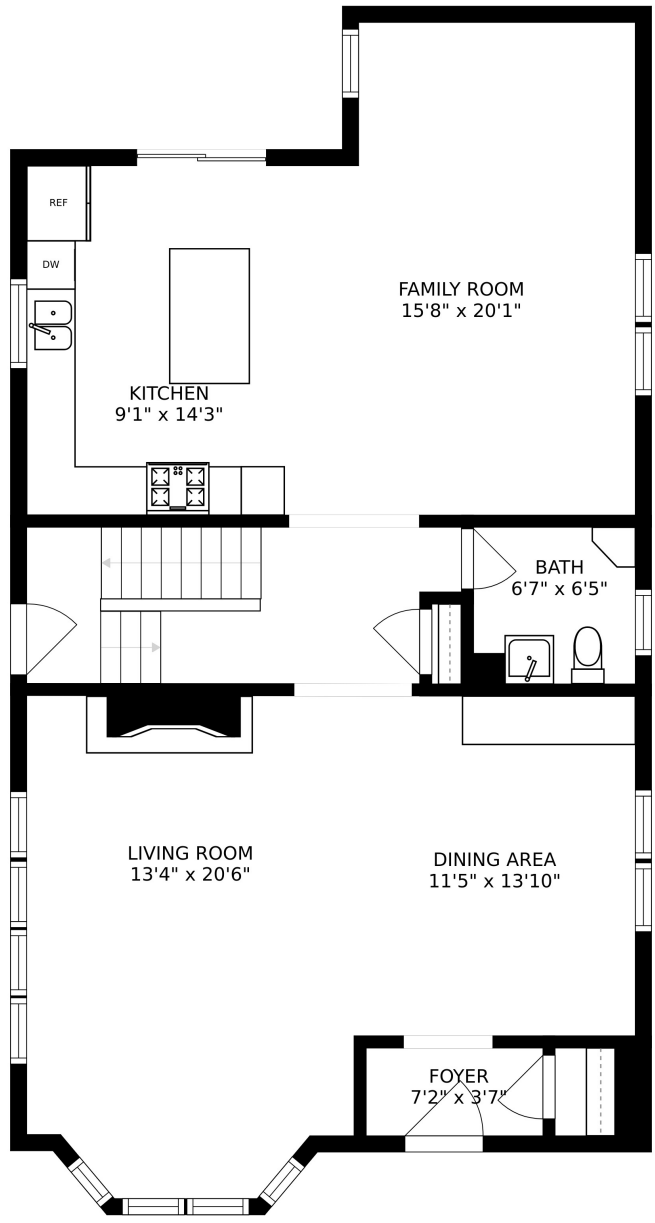 REF
DW
FAMILY ROOM
15'8" x 20'1"
KITCHEN
9'1" x 14'3"
BATH
6'7" x 6'5"
LIVING ROOM
13'4" x 20'6"
DINING AREA
11'5" x 13'10"
FOYER
7'2" x 3'7"